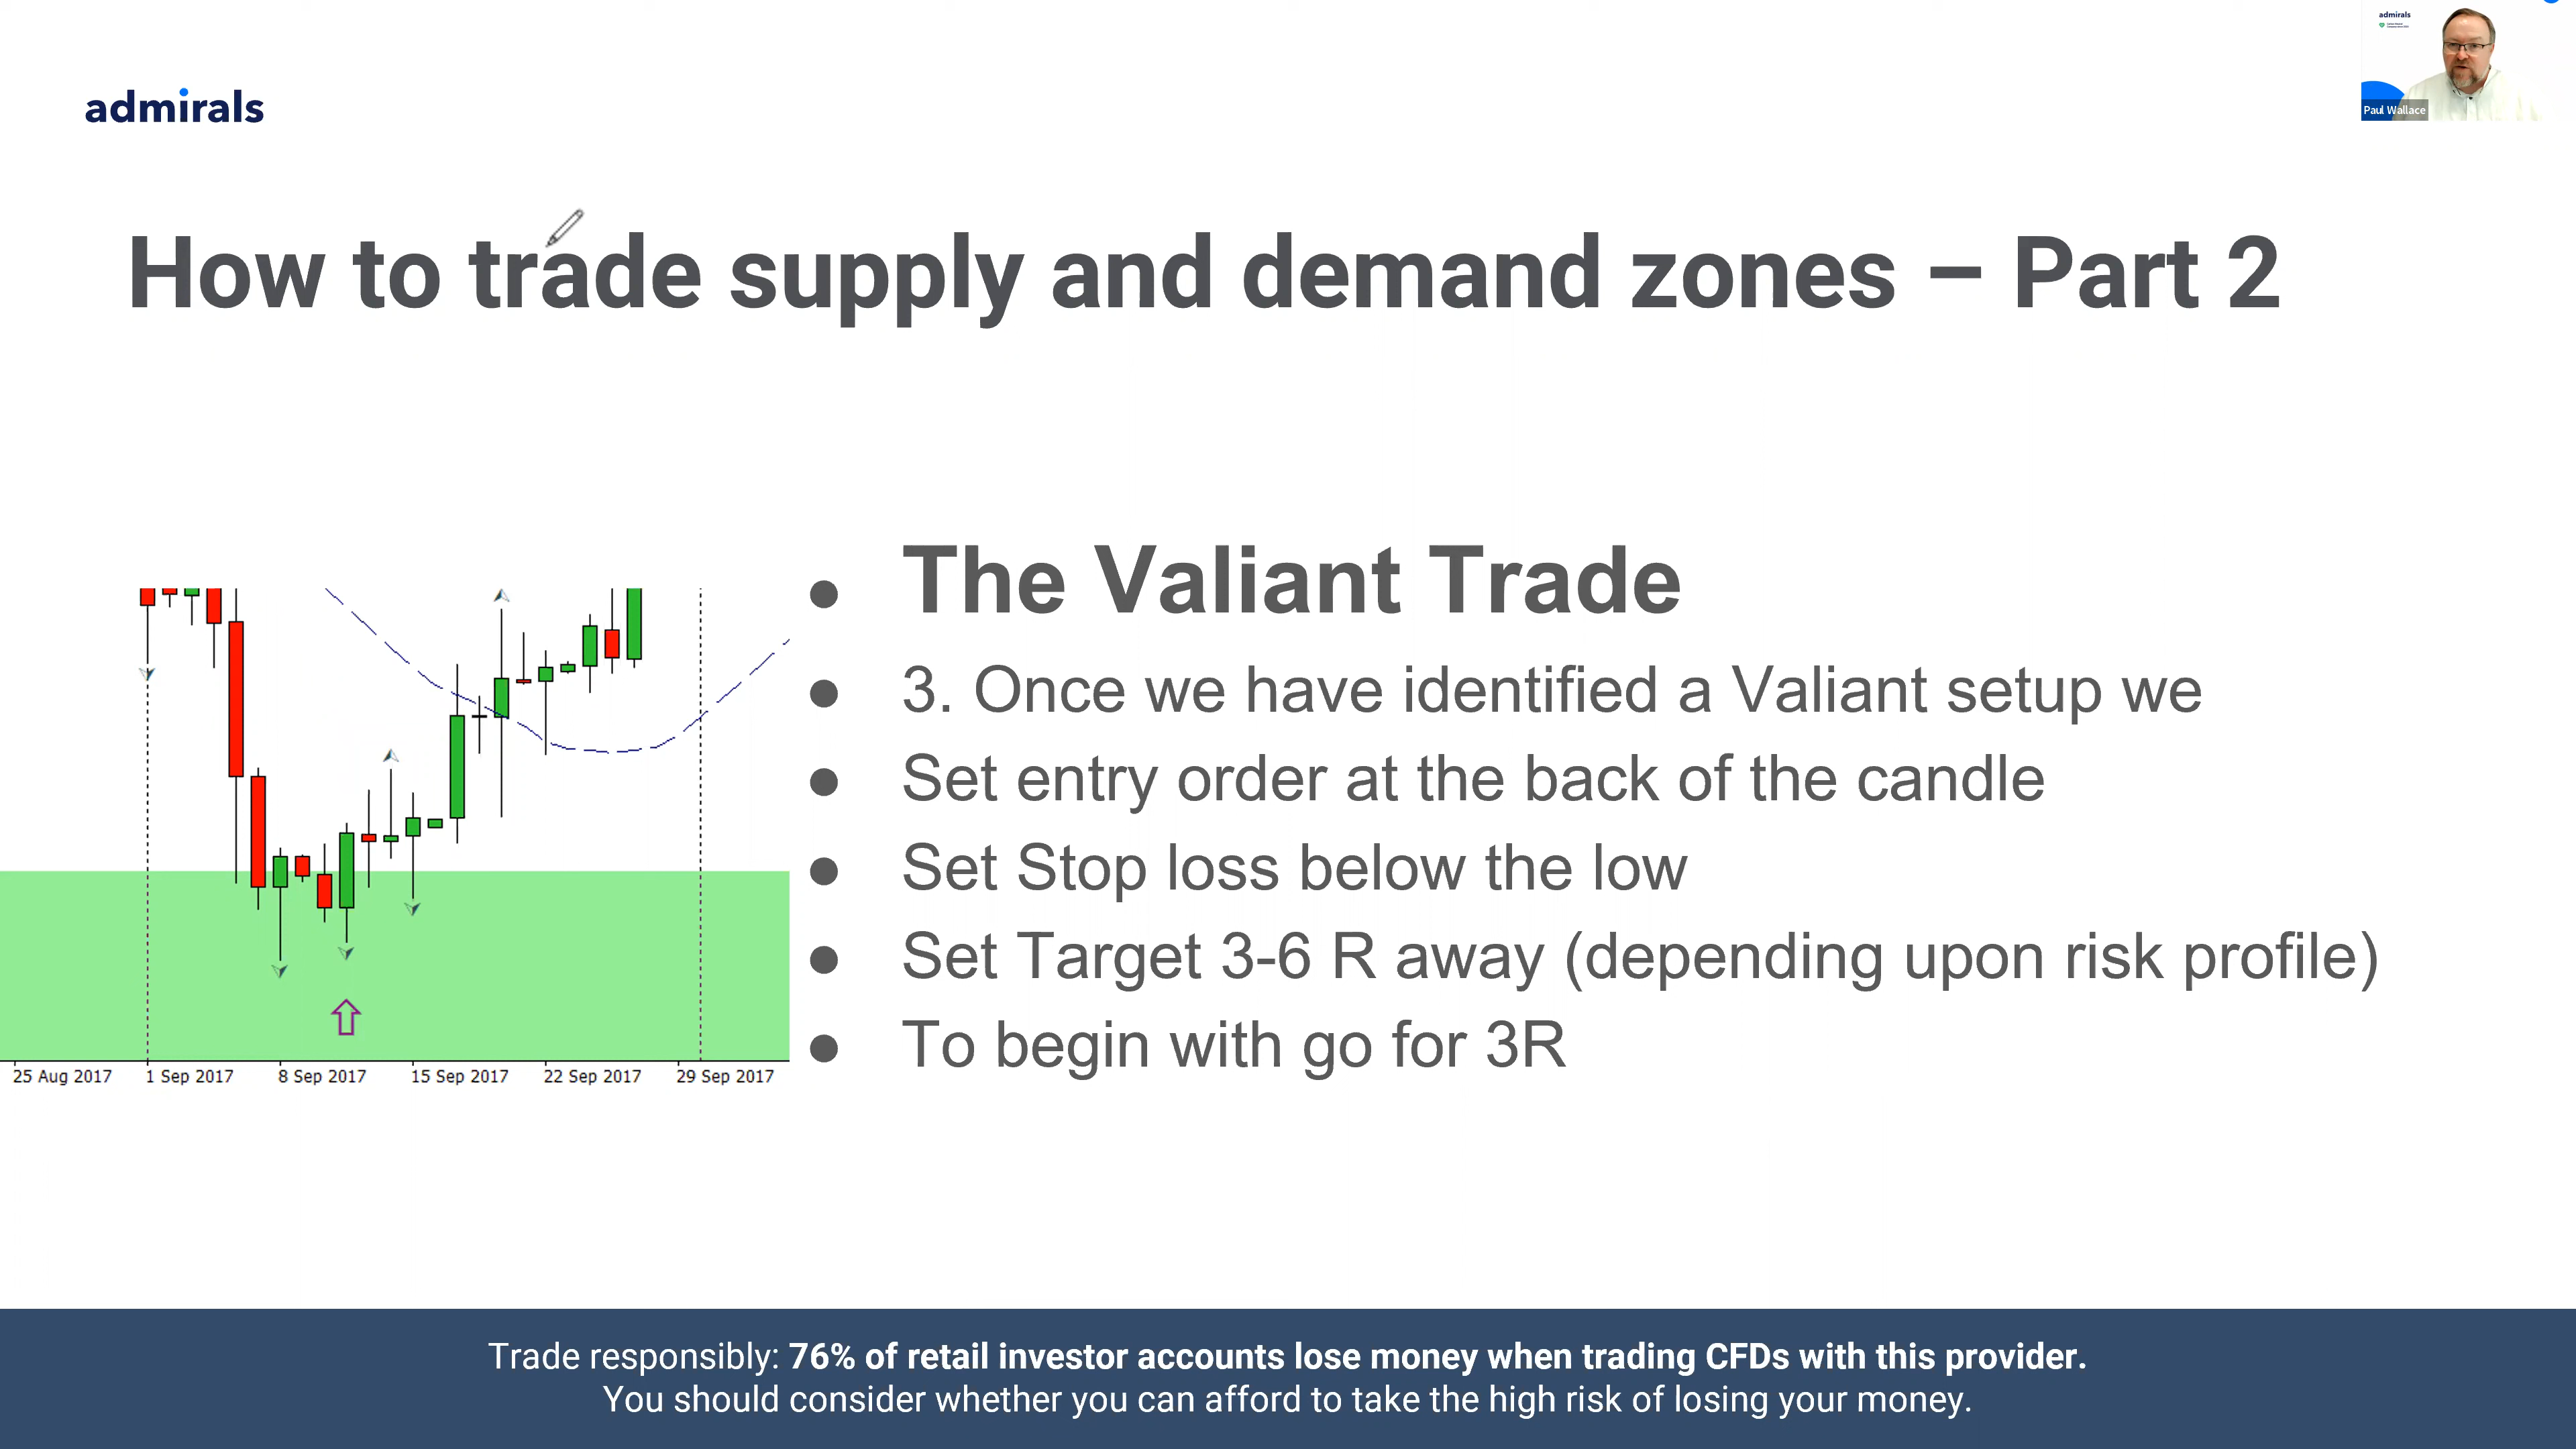 admirals
Paul Wallace
admirals
How to trade supply and demand zones – Part 2
● The Valiant Trade
● 3. Once we have identified a Valiant setup we
● Set entry order at the back of the candle
● Set Stop loss below the low
● Set Target 3-6 R away (depending upon risk profile)
● To begin with go for 3R
25 Aug 2017 1 Sep 2017 8 Sep 2017 15 Sep 2017 22 Sep 2017 29 Sep 2017
Trade responsibly: 76% of retail investor accounts lose money when trading CFDs with this provider.
You should consider whether you can afford to take the high risk of losing your money.